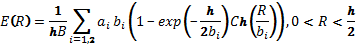 E(R) = 1/hB ∑_{i=1,2} a_i b_i (1 − exp(−h/2b_i) Ch(R/b_i)), 0 < R < h/2